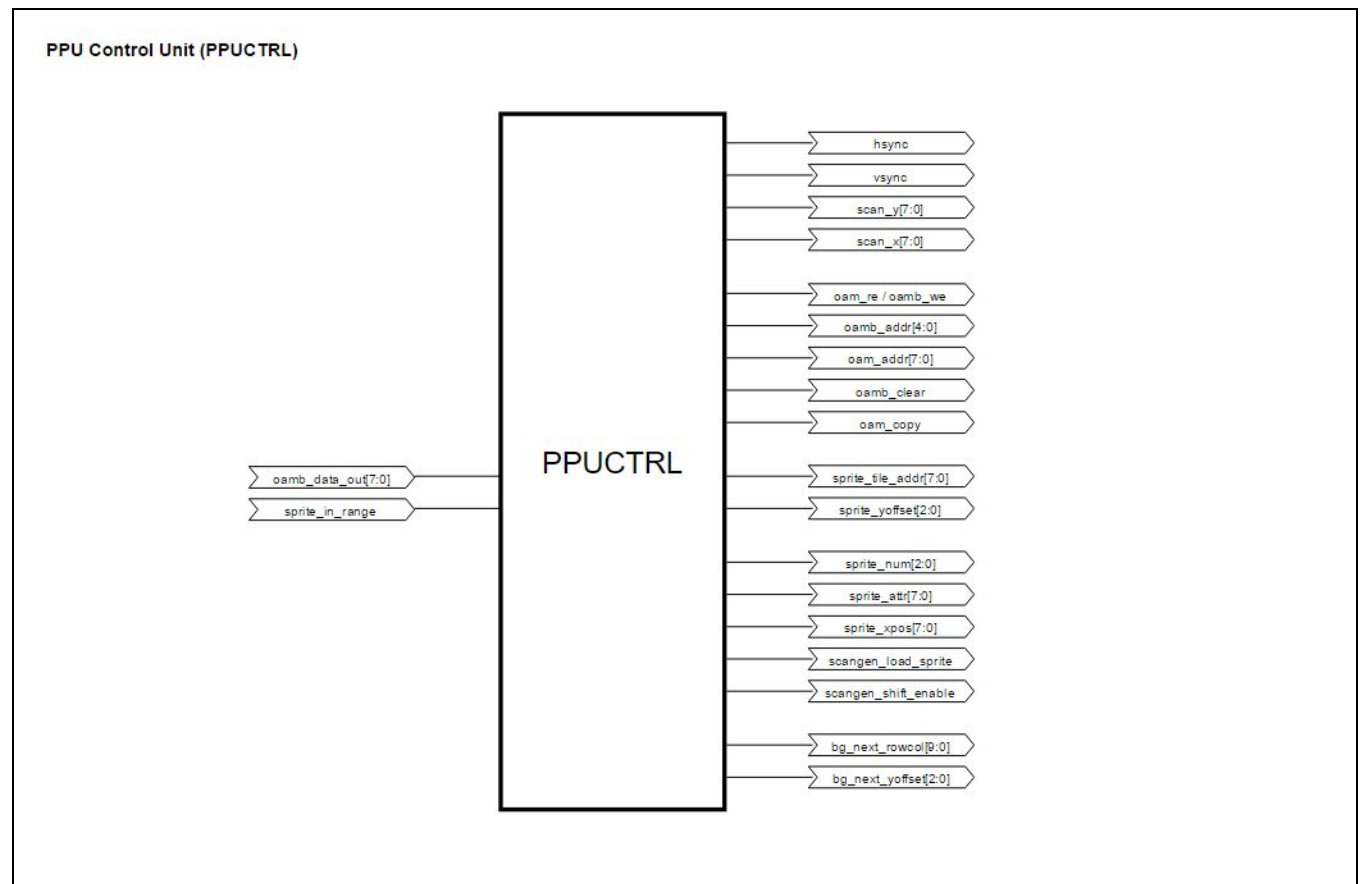 PPU Control Unit (PPUCTRL)
hsync
vsync
scan_y[7:0]
scan_x[7:0]
oam_re / oamb_we
oamb_addr[4:0]
oam_addr[7:0]
oamb_clear
oam_copy
PPUCTRL
oamb_data_out[7:0]
sprite_in_range
sprite_tile_addr[7:0]
sprite_yoffset[2:0]
sprite_num[2:0]
sprite_attr[7:0]
sprite_xpos[7:0]
scangen_load_sprite
scangen_shift_enable
bg_next_rowcol[9:0]
bg_next_yoffset[2:0]